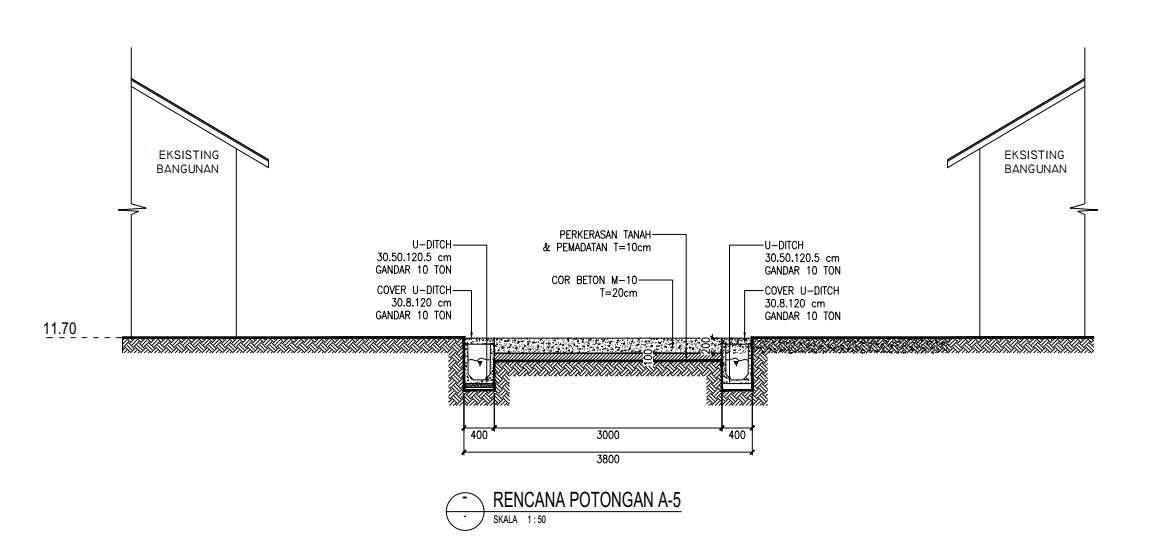 EKSISTING
BANGUNAN
EKSISTING
BANGUNAN
PERKERASAN TANAH
& PEMADATAN T=10cm
U-DITCH
30.50.120.5 cm
GANDAR 10 TON
COR BETON M-10
T=20cm
U-DITCH
30.50.120.5 cm
GANDAR 10 TON
COVER U-DITCH
30.8.120 cm
GANDAR 10 TON
COVER U-DITCH
30.8.120 cm
GANDAR 10 TON
11.70
200
100
400
3000
400
3800
RENCANA POTONGAN A-5
SKALA 1 : 50